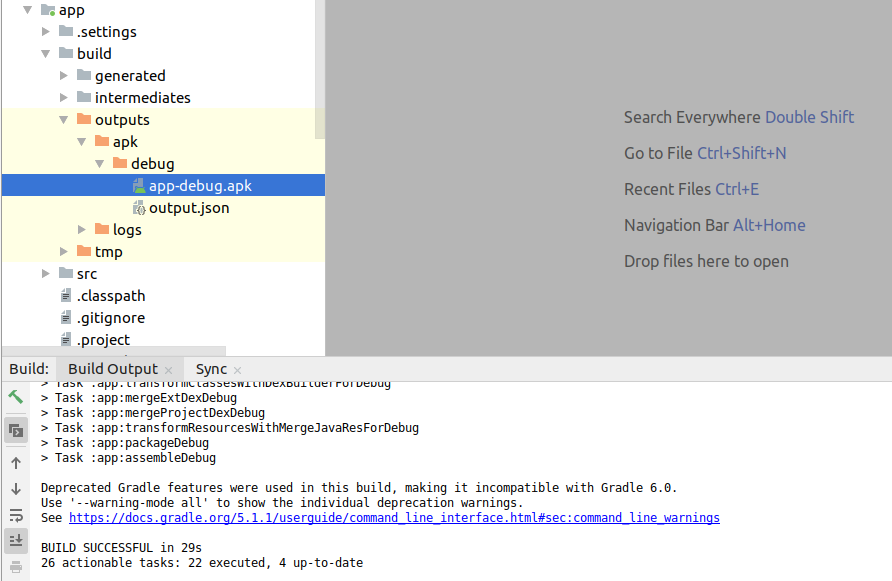 app
.settings
build
generated
intermediates
outputs
apk
debug
app-debug.apk
output.json
logs
tmp
src
.classpath
.gitignore
.project
Search Everywhere Double Shift
Go to File Ctrl+Shift+N
Recent Files Ctrl+E
Navigation Bar Alt+Home
Drop files here to open
Build: Build Output Sync
> Task :app:transformClassesWithDexBuilderForDebug
> Task :app:mergeExtDexDebug
> Task :app:mergeProjectDexDebug
> Task :app:transformResourcesWithMergeJavaResForDebug
> Task :app:packageDebug
> Task :app:assembleDebug
Deprecated Gradle features were used in this build, making it incompatible with Gradle 6.0.
Use '--warning-mode all' to show the individual deprecation warnings.
See https://docs.gradle.org/5.1.1/userguide/command_line_interface.html#sec:command_line_warnings
BUILD SUCCESSFUL in 29s
26 actionable tasks: 22 executed, 4 up-to-date